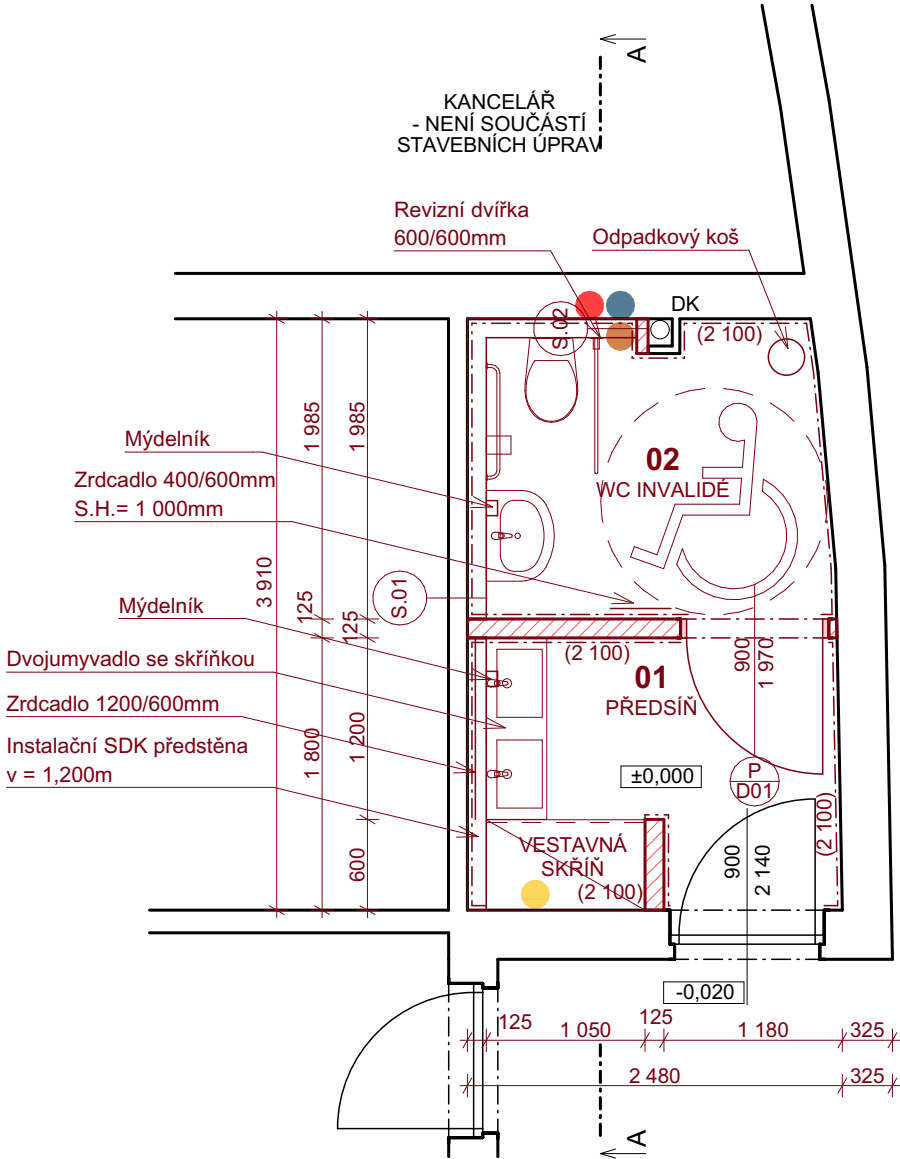 A
KANCELÁŘ
- NENÍ SOUČÁSTÍ
STAVEBNÍCH ÚPRAV
Revizní dvířka
600/600mm
Odpadkový koš
DK
S.02
(2 100)
1 985
1 985
Mýdelník
Zrdcadlo 400/600mm
S.H.= 1 000mm
02
WC INVALIDÉ
3 910
125
125
S.01
Mýdelník
Dvojumyvadlo se skříňkou
Zrdcadlo 1200/600mm
Instalační SDK předstěna
v = 1,200m
1 800
1 200
600
(2 100)
01
PŘEDSÍŇ
900
1 970
±0,000
P
D01
(2 100)
VESTAVNÁ
SKŘÍŇ
(2 100)
900
2 140
-0,020
125
1 050
125
1 180
325
2 480
325
A